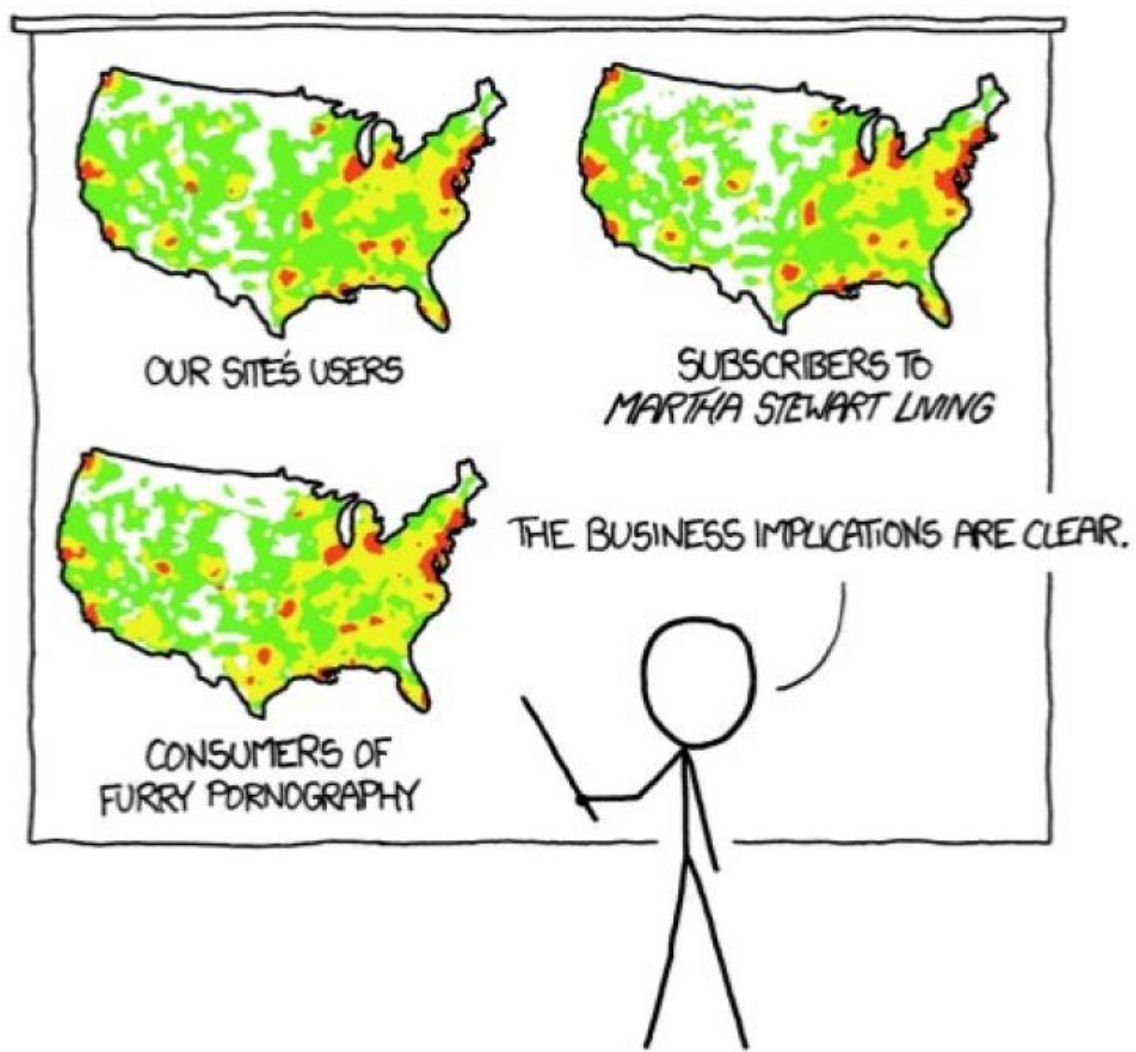 OUR SITE'S USERS
SUBSCRIBERS TO
MARTHA STEWART LIVING
CONSUMERS OF
FURRY PORNOGRAPHY
THE BUSINESS IMPLICATIONS ARE CLEAR.